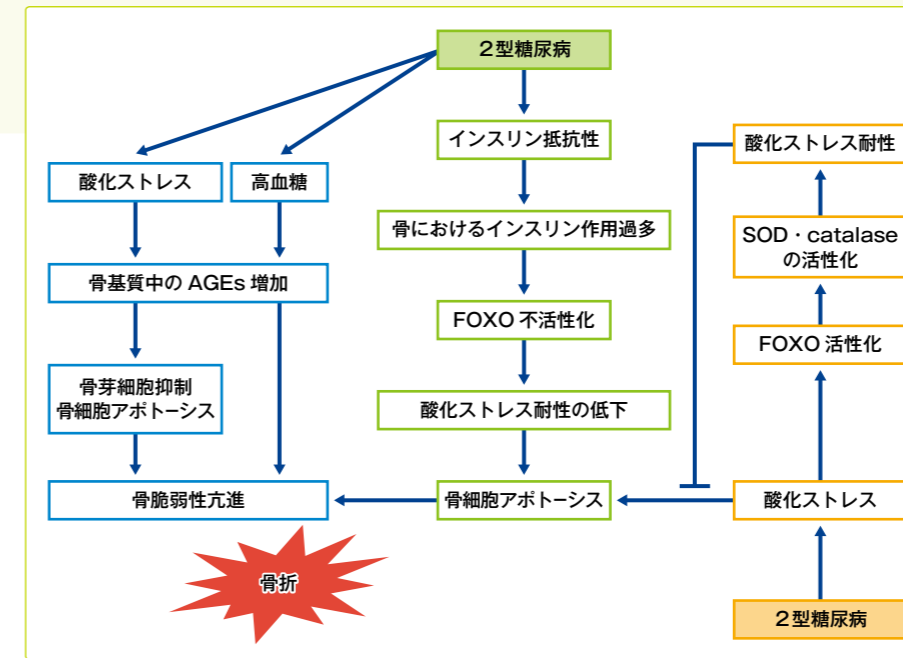 2型糖尿病
インスリン抵抗性
酸化ストレス耐性
酸化ストレス
高血糖
骨におけるインスリン作用過多
SOD・catalase
の活性化
骨基質中の AGEs 増加
FOXO 不活性化
FOXO 活性化
骨芽細胞抑制
骨細胞アポトーシス
酸化ストレス耐性の低下
骨脆弱性亢進
骨細胞アポトーシス
酸化ストレス
骨折
2型糖尿病